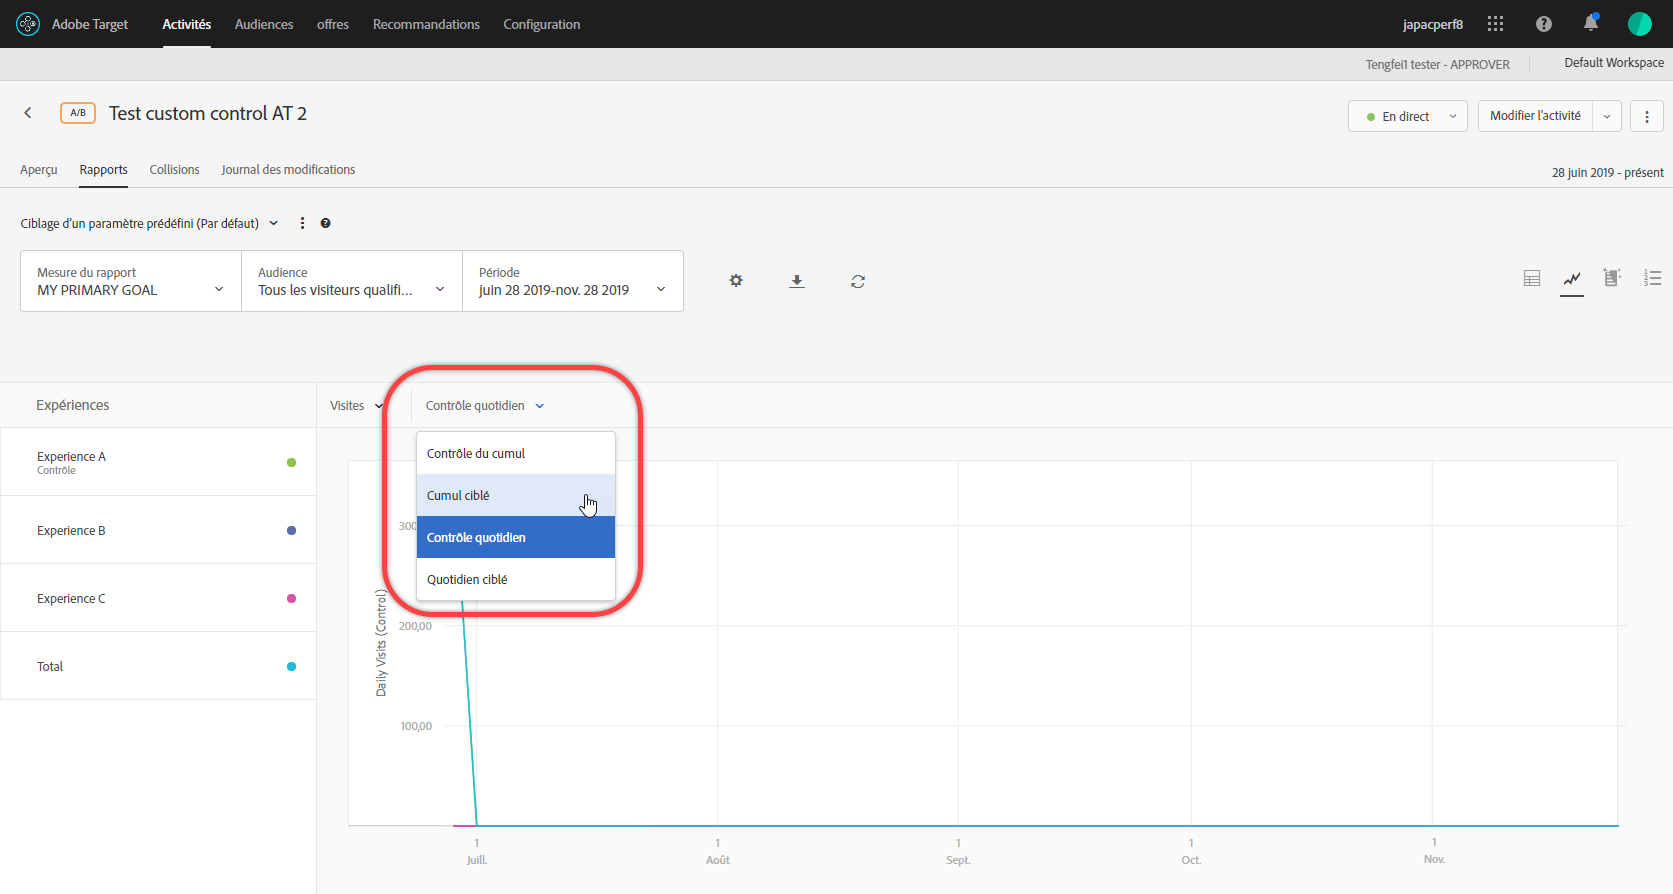 Adobe Target
Activités
Audiences
offres
Recommandations
Configuration
japacperf8
Tengfei1 tester - APPROVER
Default Workspace
A/B
Test custom control AT 2
En direct
Modifier l'activité
Aperçu
Rapports
Collisions
Journal des modifications
28 juin 2019 - présent
Ciblage d'un paramètre prédéfini (Par défaut)
Mesure du rapport
MY PRIMARY GOAL
Audience
Tous les visiteurs qualifi...
Période
juin 28 2019-nov. 28 2019
Expériences
Visites
Contrôle quotidien
Contrôle du cumul
Cumul ciblé
Contrôle quotidien
Quotidien ciblé
Experience A
Contrôle
Experience B
Experience C
Total
Daily Visits (Control)
200,00
100,00
1
Juill.
1
Août
1
Sept.
1
Oct.
1
Nov.